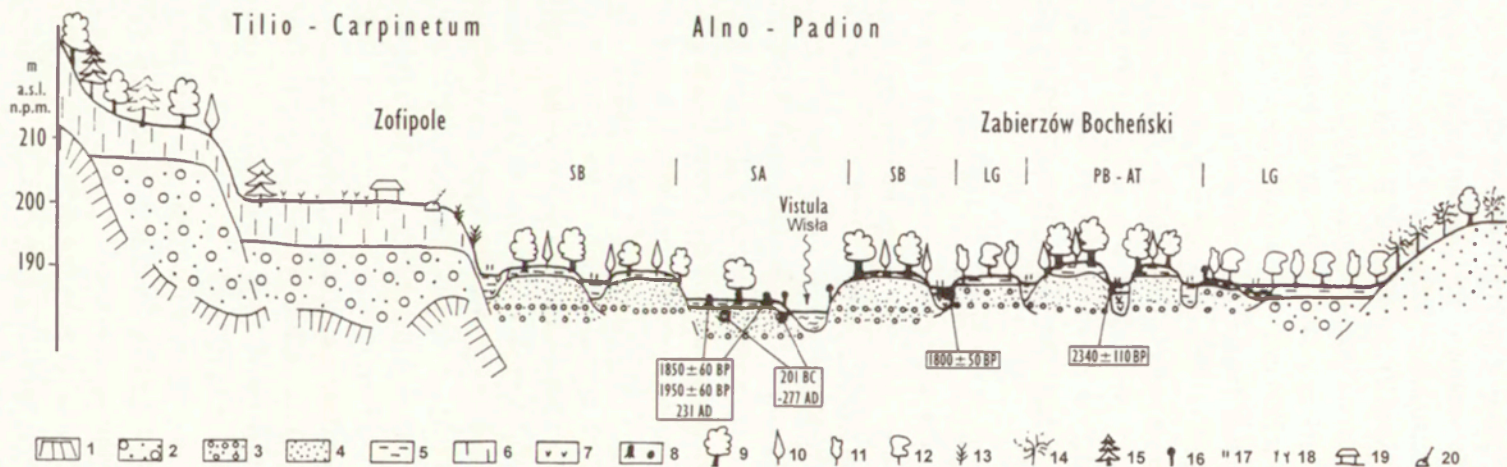 Tilio - Carpinetum
Alno - Padion
m
a.s.l.
n.p.m.
Zofipole
Zabierzów Bocheński
210
SB
SA
SB
LG
PB - AT
LG
200
Vistula
Wisła
190
1850 ± 60 BP
1950 ± 60 BP
231 AD
201 BC
-277 AD
1800 ± 50 BP
2340 ± 110 BP
1 2 3 4 5 6 7 8 9 10 11 12 13 14 15 16 17 18 19 20